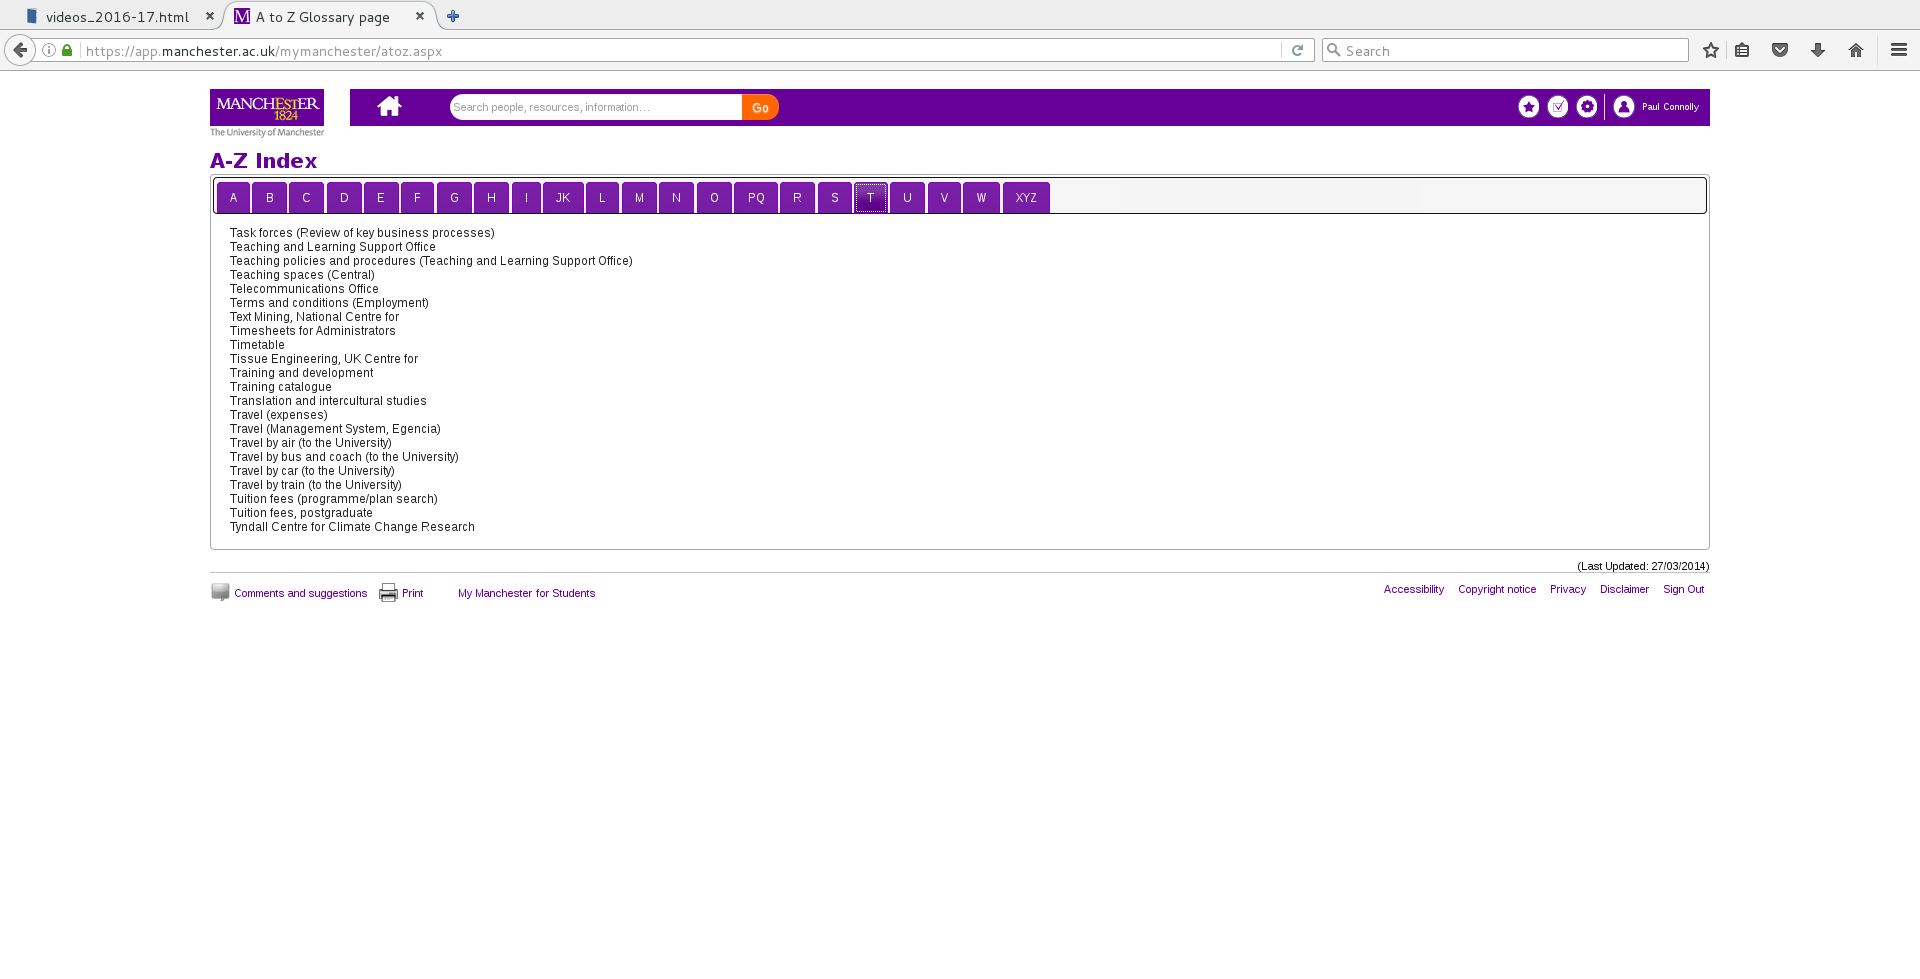 videos_2016-17.html
A to Z Glossary page
https://app.manchester.ac.uk/mymanchester/atoz.aspx
Search
MANCHESTER
1824
The University of Manchester
Search people, resources, information...
Go
Paul Connolly
A-Z Index
A B C D E F G H I JK L M N O PQ R S T U V W XYZ
Task forces (Review of key business processes)
Teaching and Learning Support Office
Teaching policies and procedures (Teaching and Learning Support Office)
Teaching spaces (Central)
Telecommunications Office
Terms and conditions (Employment)
Text Mining, National Centre for
Timesheets for Administrators
Timetable
Tissue Engineering, UK Centre for
Training and development
Training catalogue
Translation and intercultural studies
Travel (expenses)
Travel (Management System, Egencia)
Travel by air (to the University)
Travel by bus and coach (to the University)
Travel by car (to the University)
Travel by train (to the University)
Tuition fees (programme/plan search)
Tuition fees, postgraduate
Tyndall Centre for Climate Change Research
(Last Updated: 27/03/2014)
Comments and suggestions Print My Manchester for Students
Accessibility Copyright notice Privacy Disclaimer Sign Out